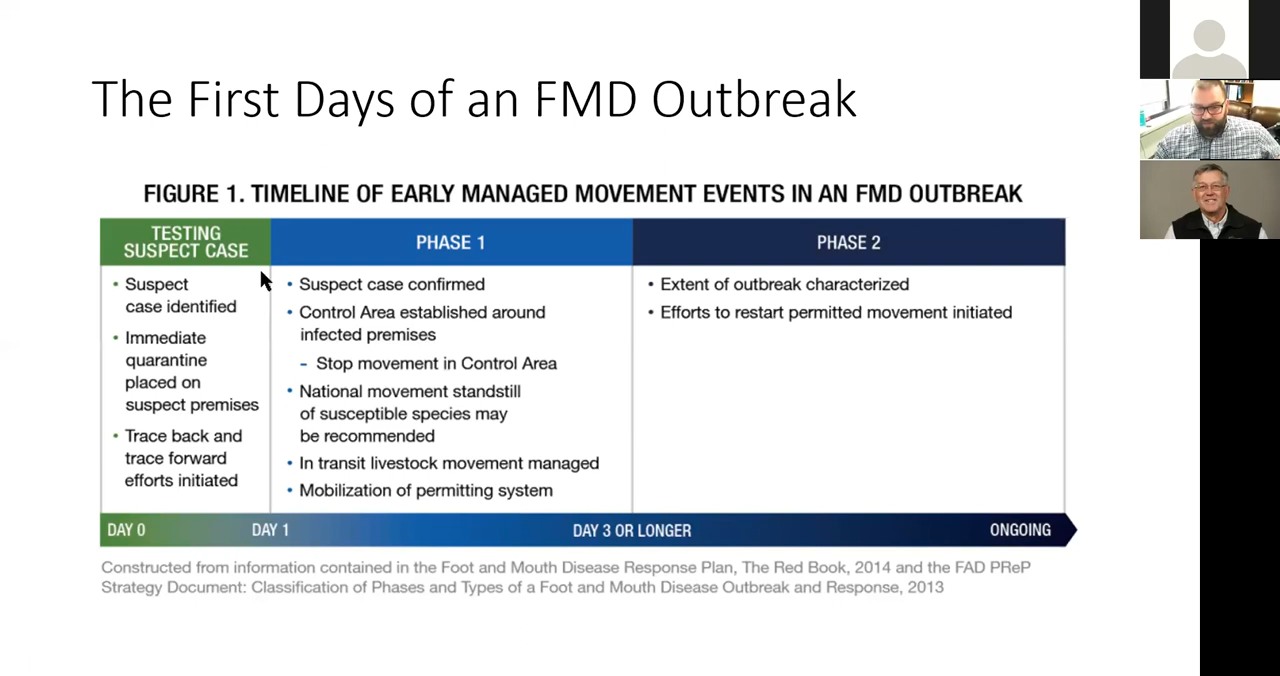 The First Days of an FMD Outbreak
FIGURE 1. TIMELINE OF EARLY MANAGED MOVEMENT EVENTS IN AN FMD OUTBREAK
TESTING
SUSPECT CASE
• Suspect
case identified
• Immediate
quarantine
placed on
suspect premises
• Trace back and
trace forward
efforts initiated
PHASE 1
• Suspect case confirmed
• Control Area established around
infected premises
- Stop movement in Control Area
• National movement standstill
of susceptible species may
be recommended
• In transit livestock movement managed
• Mobilization of permitting system
PHASE 2
• Extent of outbreak characterized
• Efforts to restart permitted movement initiated
DAY 0
DAY 1
DAY 3 OR LONGER
ONGOING
Constructed from information contained in the Foot and Mouth Disease Response Plan, The Red Book, 2014 and the FAD PReP
Strategy Document: Classification of Phases and Types of a Foot and Mouth Disease Outbreak and Response, 2013